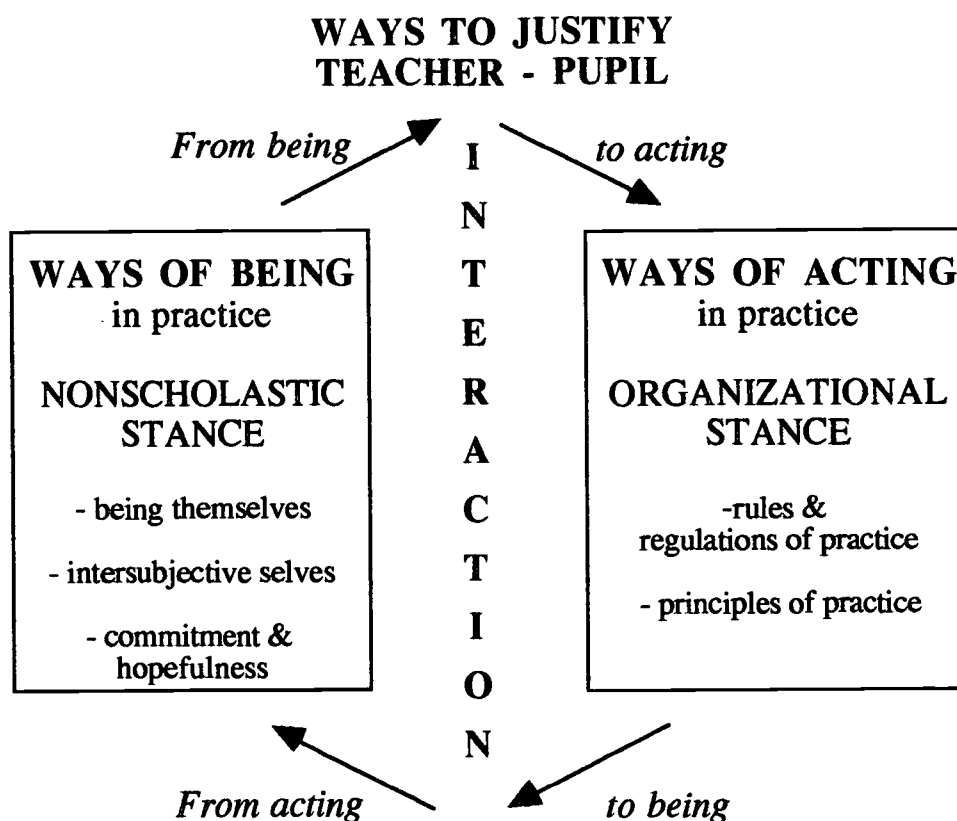 WAYS TO JUSTIFY
TEACHER - PUPIL
From being
to acting
I
N
T
E
R
A
C
T
I
O
N
WAYS OF BEING
in practice
NONSCHOLASTIC
STANCE
- being themselves
- intersubjective selves
- commitment &
hopefulness
WAYS OF ACTING
in practice
ORGANIZATIONAL
STANCE
-rules &
regulations of practice
- principles of practice
From acting
to being